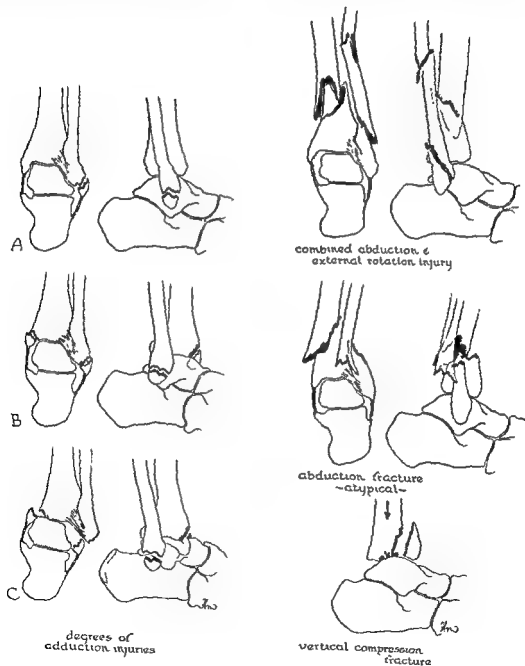 A
B
C
degrees of
adduction injuries
combined abduction &
external rotation injury
abduction fracture
-atypical-
vertical compression
fracture